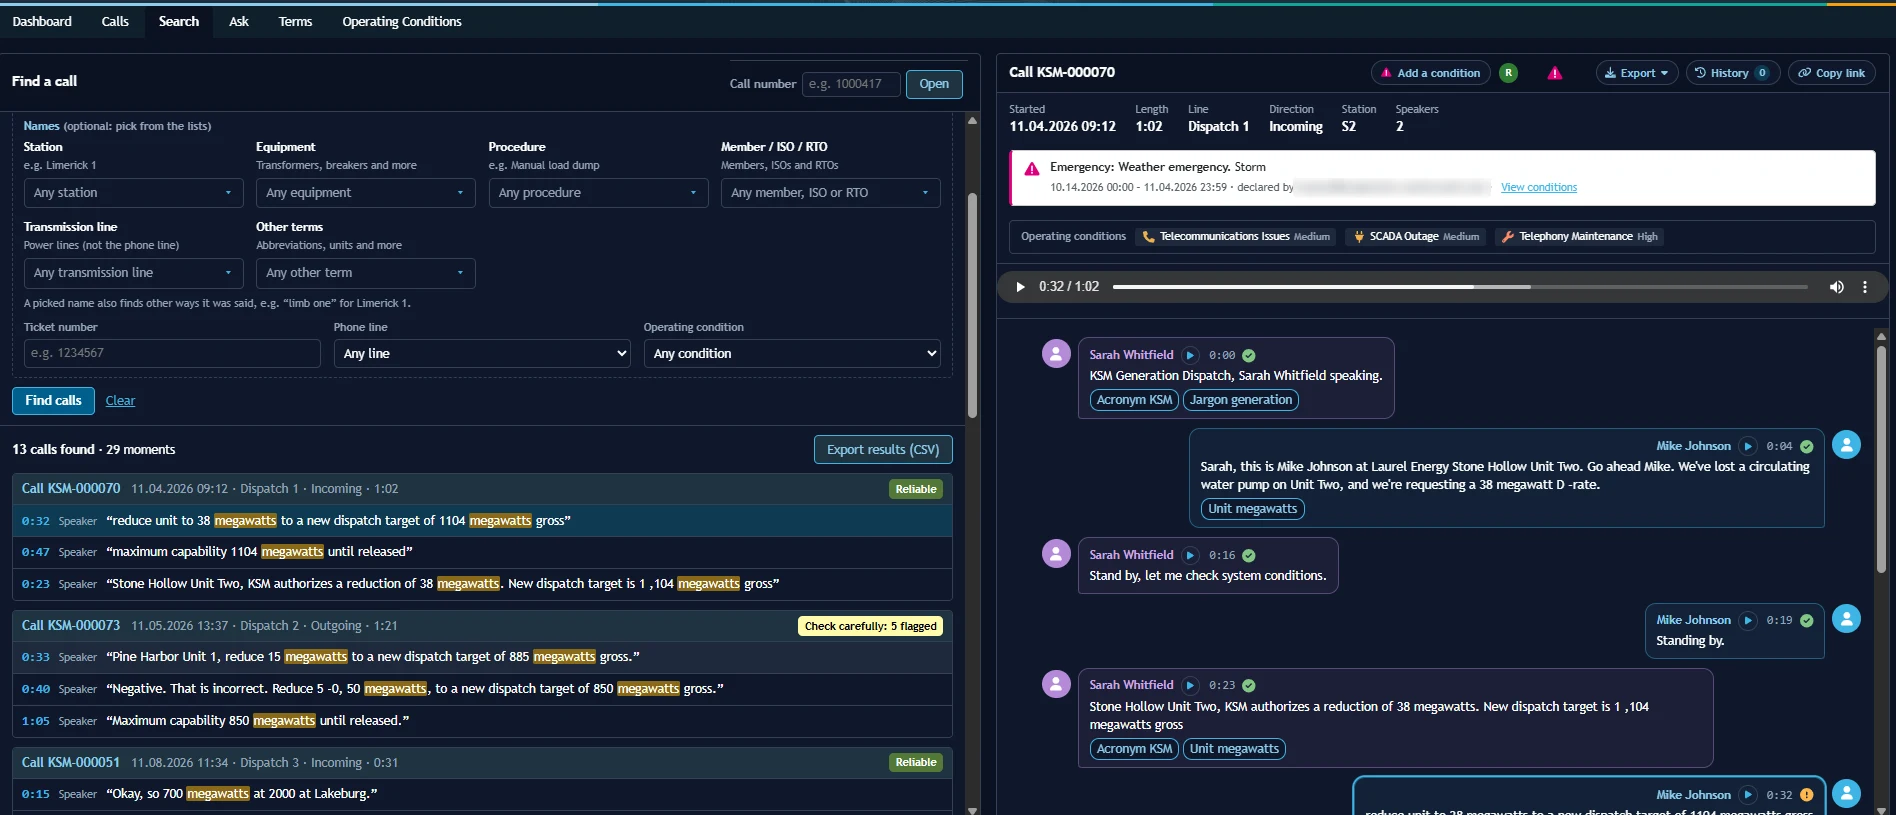 Dashboard Calls Search Ask Terms Operating Conditions
Find a call
Call number e.g. 1000417 Open
Names (optional: pick from the lists)
Station Equipment Procedure Member / ISO / RTO
e.g. Limerick 1 Transformers, breakers and more e.g. Manual load dump Members, ISOs and RTOs
Any station Any equipment Any procedure Any member, ISO or RTO
Transmission line Other terms
Power lines (not the phone line) Abbreviations, units and more
Any transmission line Any other term
A picked name also finds other ways it was said, e.g. “limb one” for Limerick 1.
Ticket number Phone line Operating condition
e.g. 1234567 Any line Any condition
Find calls Clear
13 calls found · 29 moments Export results (CSV)
Call KSM-000070 11.04.2026 09:12 · Dispatch 1 · Incoming · 1:02 Reliable
0:32 Speaker “reduce unit to 38 megawatts to a new dispatch target of 1104 megawatts gross”
0:47 Speaker “maximum capability 1104 megawatts until released”
0:23 Speaker “Stone Hollow Unit Two, KSM authorizes a reduction of 38 megawatts. New dispatch target is 1 ,104 megawatts gross”
Call KSM-000073 11.05.2026 13:37 · Dispatch 2 · Outgoing · 1:21 Check carefully: 5 flagged
0:33 Speaker “Pine Harbor Unit 1, reduce 15 megawatts to a new dispatch target of 885 megawatts gross.”
0:40 Speaker “Negative. That is incorrect. Reduce 5 -0, 50 megawatts, to a new dispatch target of 850 megawatts gross.”
1:05 Speaker “Maximum capability 850 megawatts until released.”
Call KSM-000051 11.08.2026 11:34 · Dispatch 3 · Incoming · 0:31 Reliable
0:15 Speaker “Okay, so 700 megawatts at 2000 at Lakeburg.”
Call KSM-000070 Add a condition R Export History 0 Copy link
Started Length Line Direction Station Speakers
11.04.2026 09:12 1:02 Dispatch 1 Incoming S2 2
Emergency: Weather emergency. Storm
10.14.2026 00:00 - 11.04.2026 23:59 · declared by View conditions
Operating conditions Telecommunications Issues Medium SCADA Outage Medium Telephony Maintenance High
0:32 / 1:02
Sarah Whitfield 0:00
KSM Generation Dispatch, Sarah Whitfield speaking.
Acronym KSM Jargon generation
Mike Johnson 0:04
Sarah, this is Mike Johnson at Laurel Energy Stone Hollow Unit Two. Go ahead Mike. We've lost a circulating
water pump on Unit Two, and we're requesting a 38 megawatt D -rate.
Unit megawatts
Sarah Whitfield 0:16
Stand by, let me check system conditions.
Mike Johnson 0:19
Standing by.
Sarah Whitfield 0:23
Stone Hollow Unit Two, KSM authorizes a reduction of 38 megawatts. New dispatch target is 1 ,104
megawatts gross
Acronym KSM Unit megawatts
Mike Johnson 0:32
reduce unit to 38 megawatts to a new dispatch target of 1104 megawatts gross